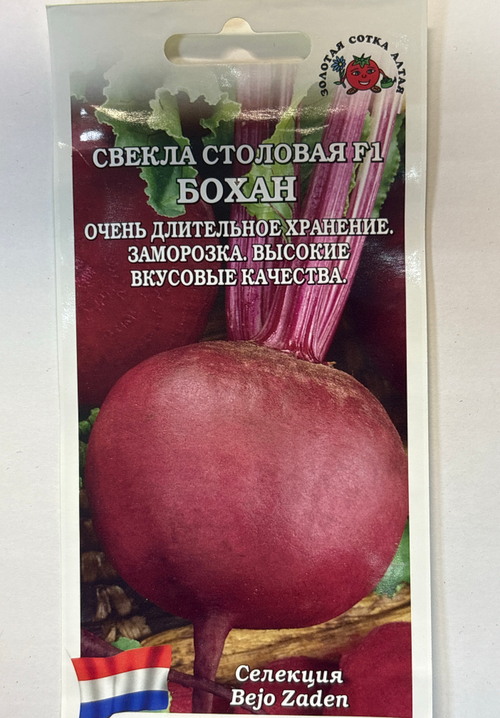 ЗОЛОТАЯ СОТКА АЛТАЯ
СВЕКЛА СТОЛОВАЯ F1
БОХАН
ОЧЕНЬ ДЛИТЕЛЬНОЕ ХРАНЕНИЕ.
ЗАМОРОЗКА. ВЫСОКИЕ
ВКУСОВЫЕ КАЧЕСТВА.
Селекция
Bejo Zaden